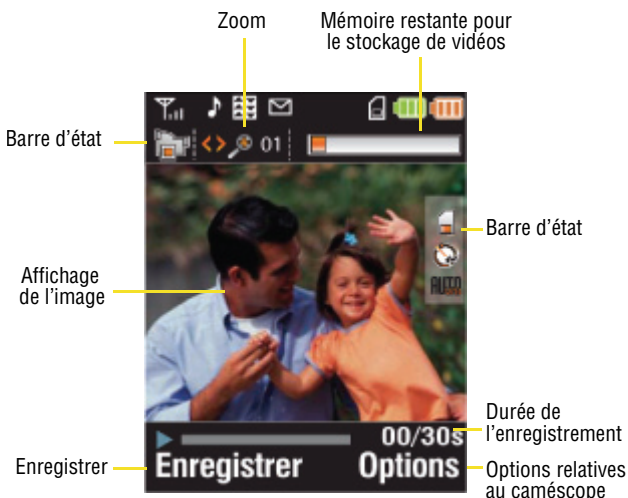 Zoom
Mémoire restante pour
le stockage de vidéos
Barre d'état
01
Barre d'état
AUTO
Affichage
de l'image
00/30s
Durée de
l'enregistrement
Enregistrer
Enregistrer
Options
Options relatives
au caméscope